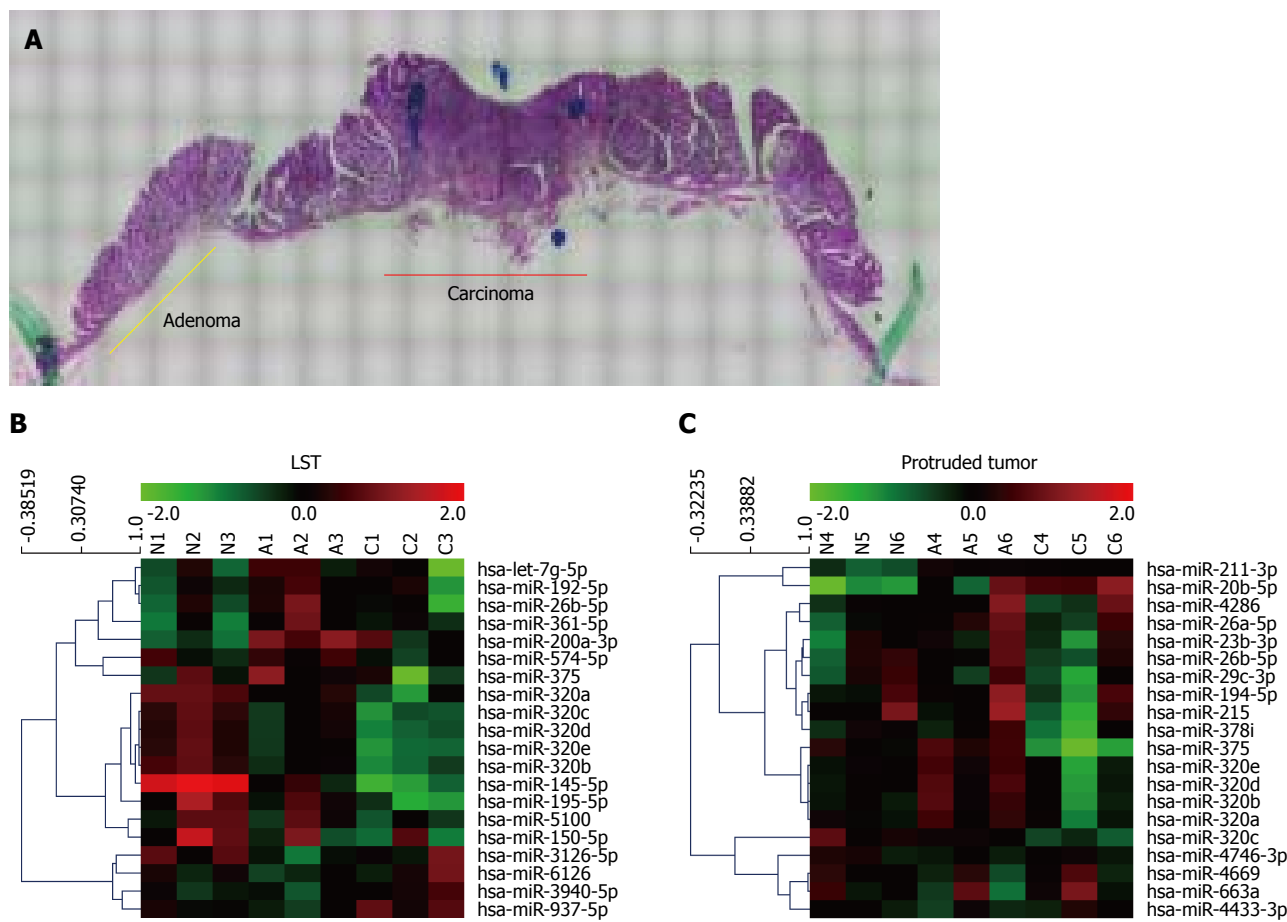 A
Adenoma
Carcinoma
B
LST
-0.38519
0.30740
1.0
-2.0 0.0 2.0
N1 N2 N3 A1 A2 A3 C1 C2 C3
hsa-let-7g-5p
hsa-miR-192-5p
hsa-miR-26b-5p
hsa-miR-361-5p
hsa-miR-200a-3p
hsa-miR-574-5p
hsa-miR-375
hsa-miR-320a
hsa-miR-320c
hsa-miR-320d
hsa-miR-320e
hsa-miR-320b
hsa-miR-145-5p
hsa-miR-195-5p
hsa-miR-5100
hsa-miR-150-5p
hsa-miR-3126-5p
hsa-miR-6126
hsa-miR-3940-5p
hsa-miR-937-5p
C
Protruded tumor
-0.32235
0.33882
1.0
-2.0 0.0 2.0
N4 N5 N6 A4 A5 A6 C4 C5 C6
hsa-miR-211-3p
hsa-miR-20b-5p
hsa-miR-4286
hsa-miR-26a-5p
hsa-miR-23b-3p
hsa-miR-26b-5p
hsa-miR-29c-3p
hsa-miR-194-5p
hsa-miR-215
hsa-miR-378i
hsa-miR-375
hsa-miR-320e
hsa-miR-320d
hsa-miR-320b
hsa-miR-320a
hsa-miR-320c
hsa-miR-4746-3p
hsa-miR-4669
hsa-miR-663a
hsa-miR-4433-3p